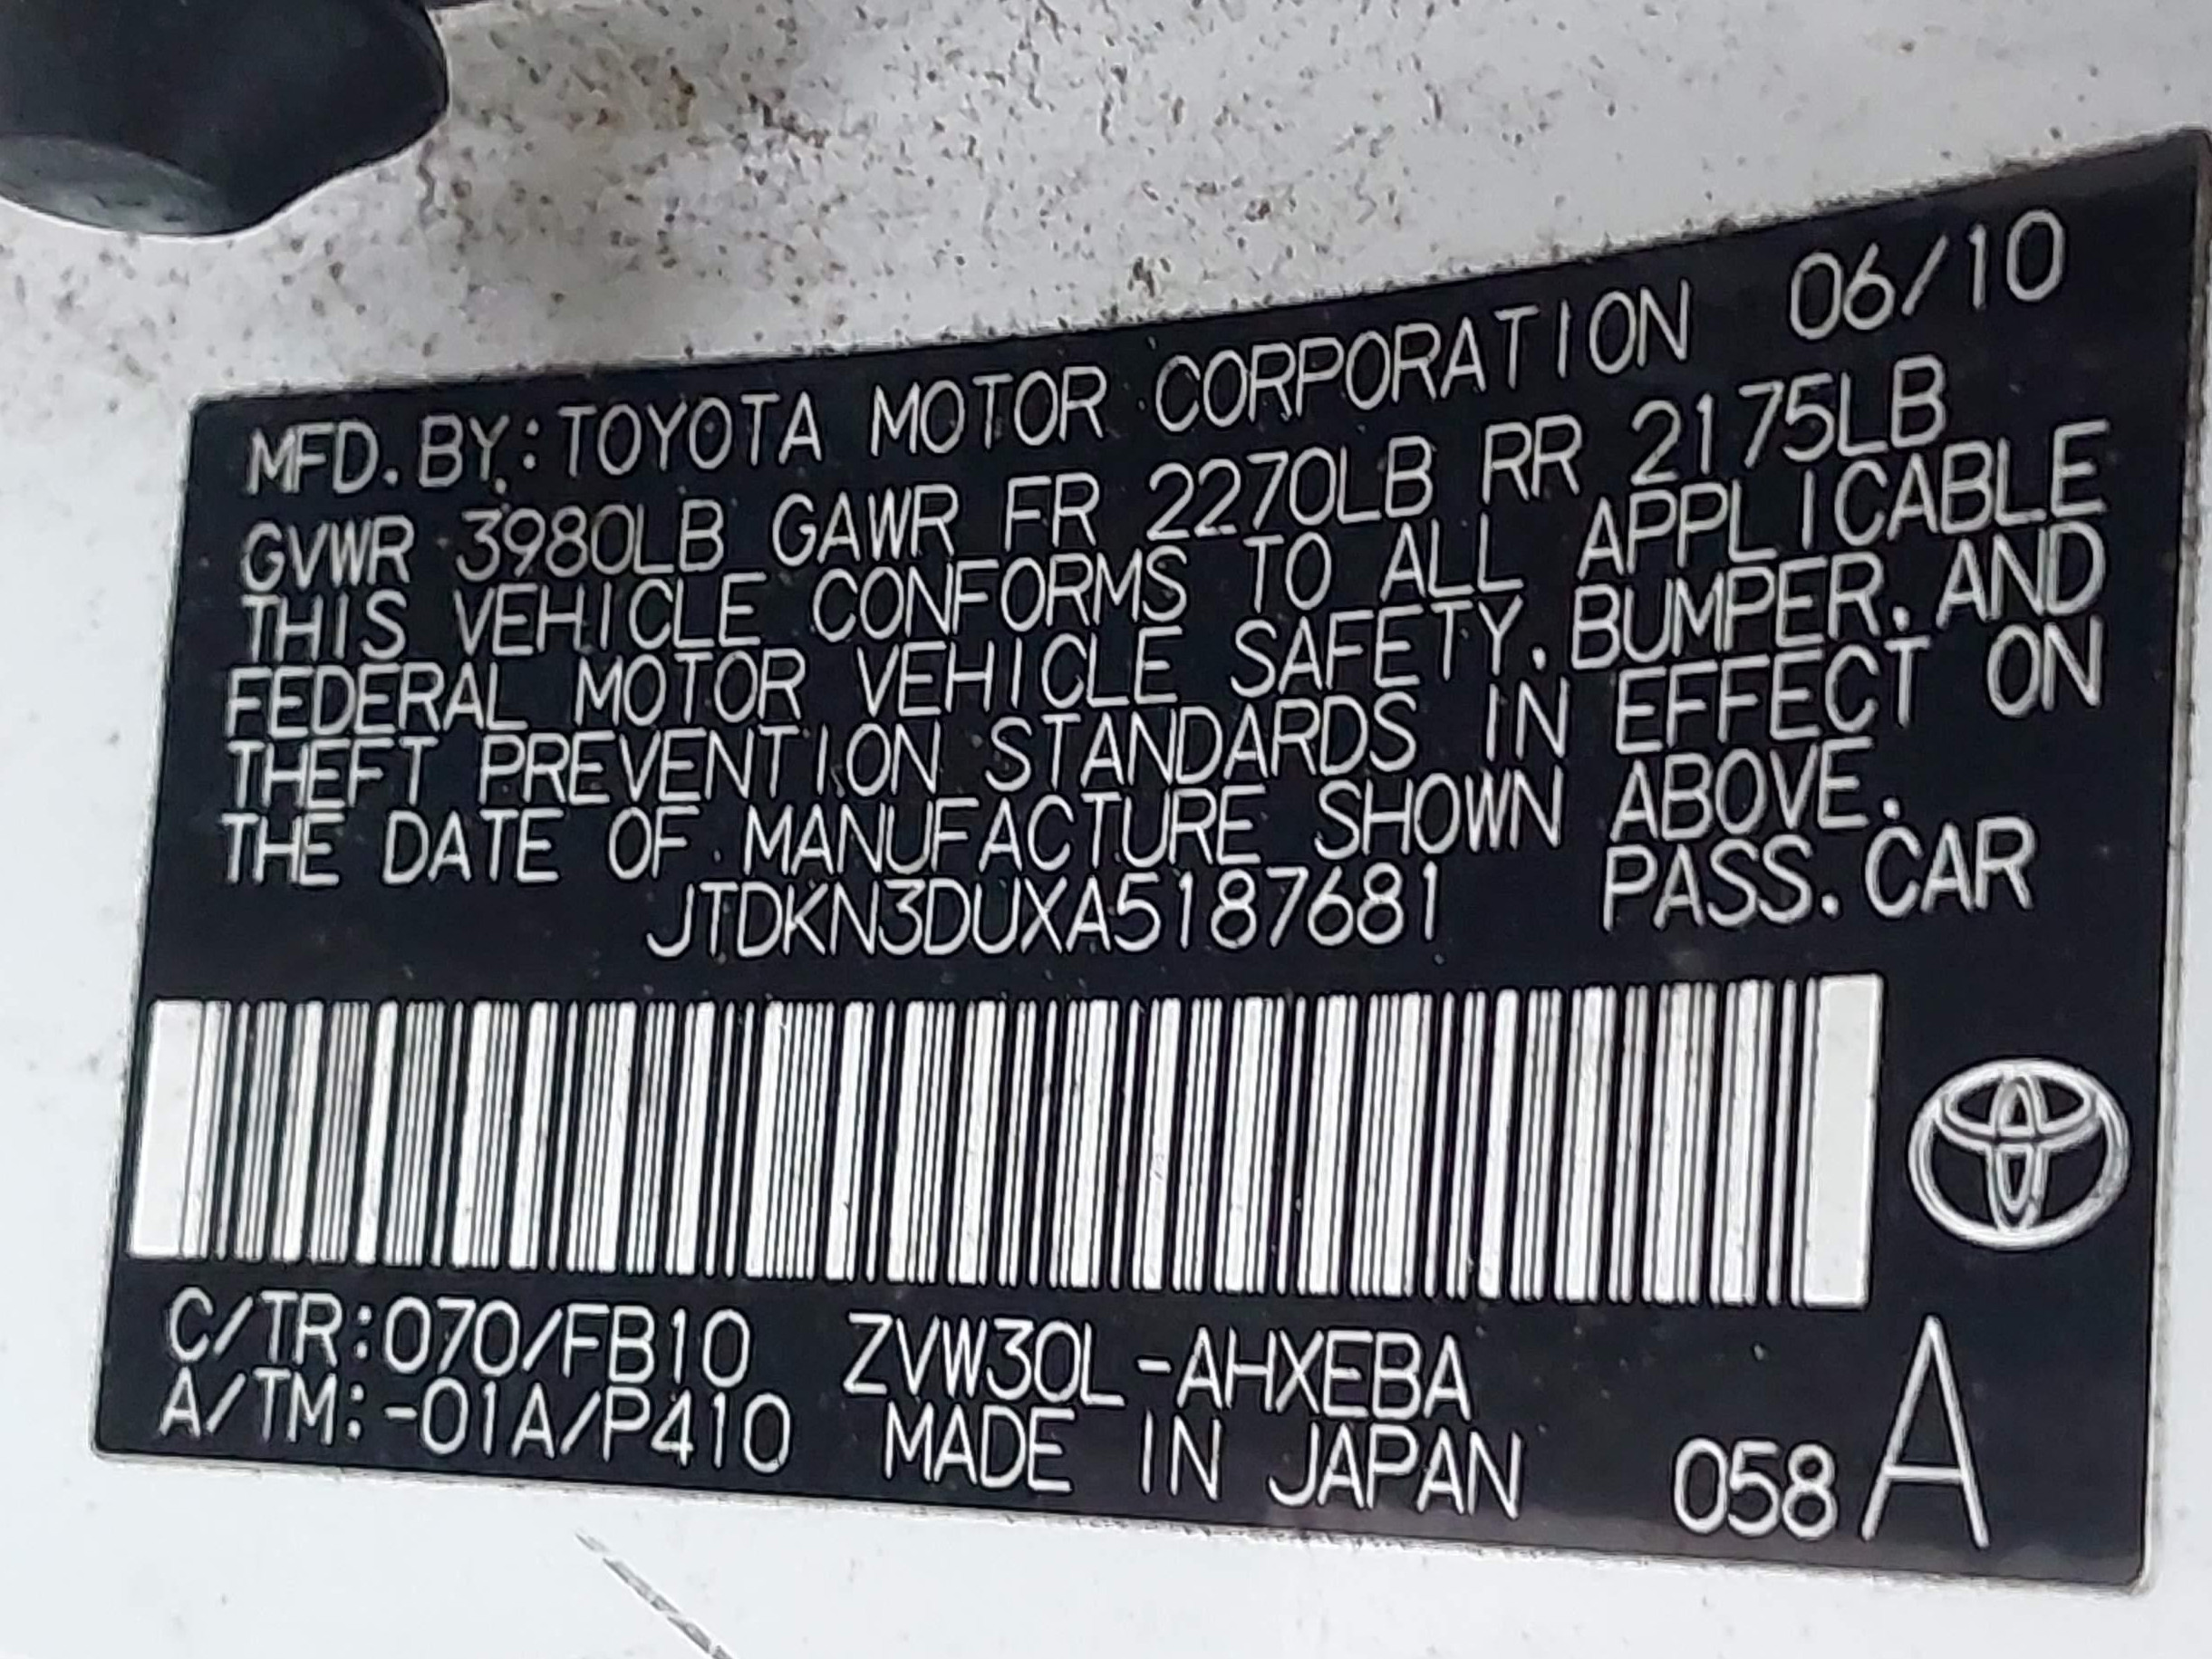 MFD. BY: TOYOTA MOTOR CORPORATION 06/10
GVWR 3980LB GAWR FR 2270LB RR 2175LB
THIS VEHICLE CONFORMS TO ALL APPLICABLE
FEDERAL MOTOR VEHICLE SAFETY, BUMPER, AND
THEFT PREVENTION STANDARDS IN EFFECT ON
THE DATE OF MANUFACTURE SHOWN ABOVE.
JTDKN3DUXA5187681 PASS. CAR
C/TR:070/FB10 ZVW30L-AHXEBA
A/TM:-01A/P410 MADE IN JAPAN 058 A